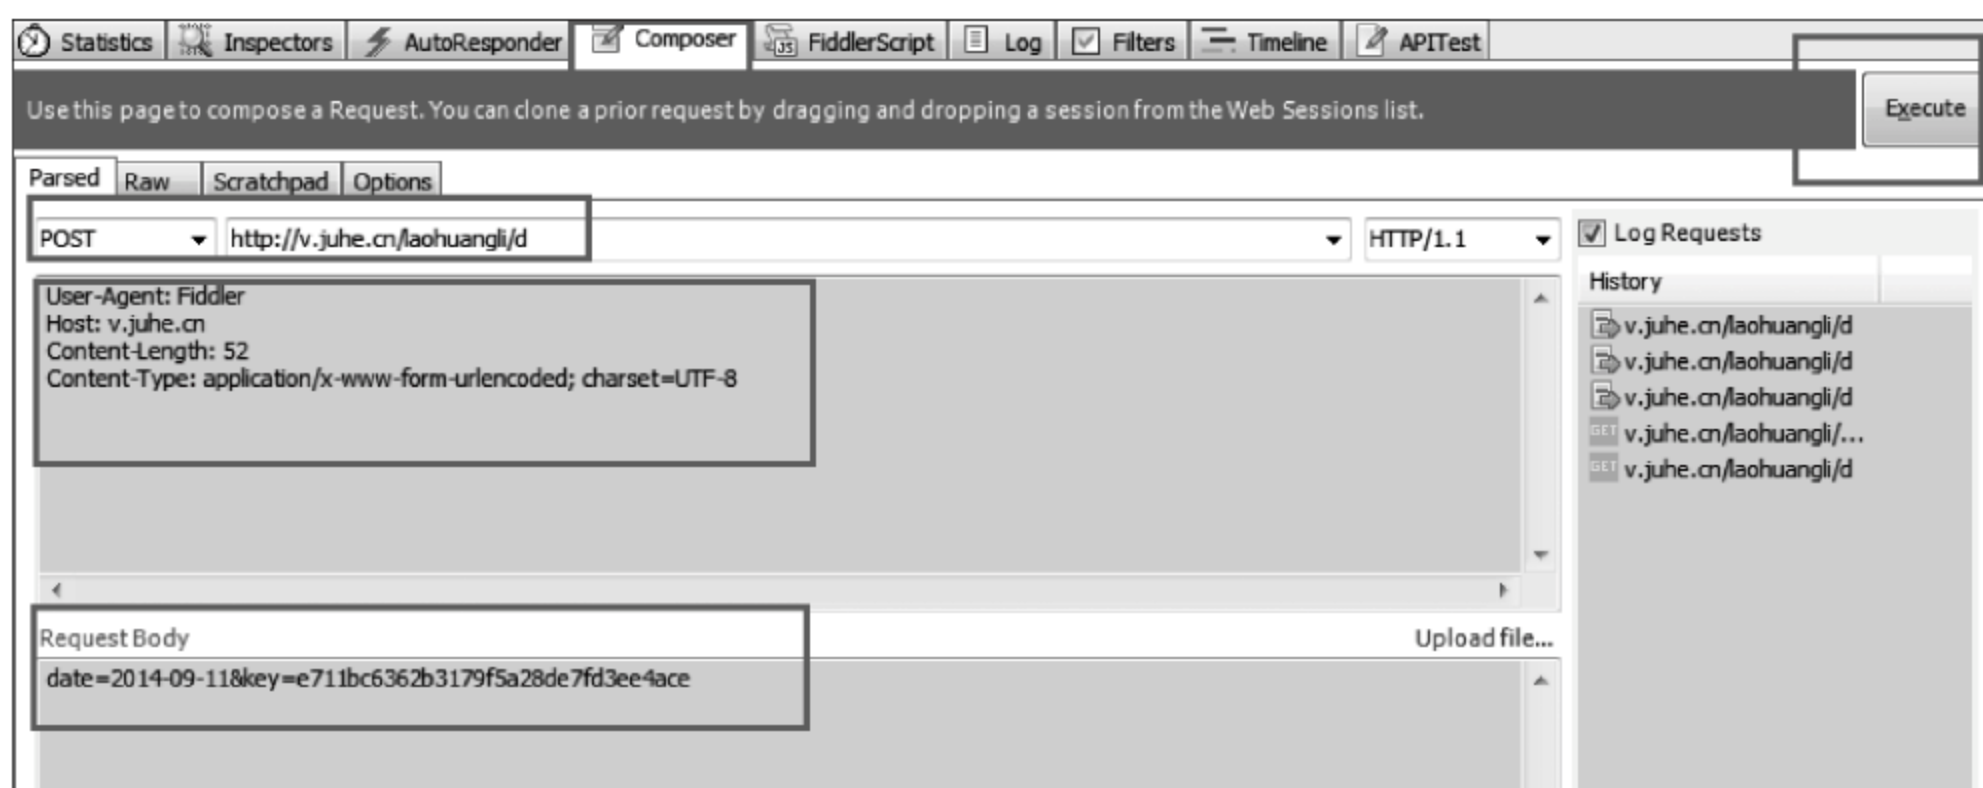 Statistics Inspectors AutoResponder Composer FiddlerScript Log Filters Timeline APITest
Use this page to compose a Request. You can clone a prior request by dragging and dropping a session from the Web Sessions list.
Execute
Parsed Raw Scratchpad Options
POST http://v.juhe.cn/laohuangli/d HTTP/1.1
User-Agent: Fiddler
Host: v.juhe.cn
Content-Length: 52
Content-Type: application/x-www-form-urlencoded; charset=UTF-8
Request Body Upload file...
date=2014-09-11&key=e711bc6362b3179f5a28de7fd3ee4ace
Log Requests
History
v.juhe.cn/laohuangli/d
v.juhe.cn/laohuangli/d
v.juhe.cn/laohuangli/d
GET v.juhe.cn/laohuangli/...
GET v.juhe.cn/laohuangli/d